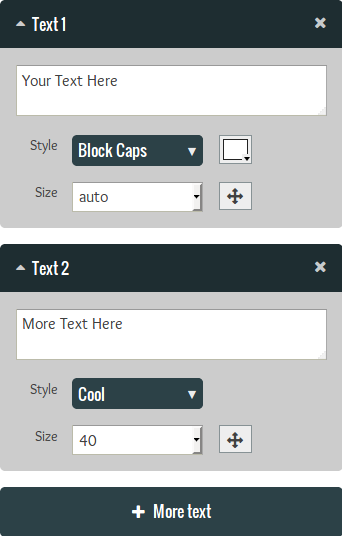 Text 1
Your Text Here
Style
Block Caps
Size
auto
Text 2
More Text Here
Style
Cool
Size
40
More text